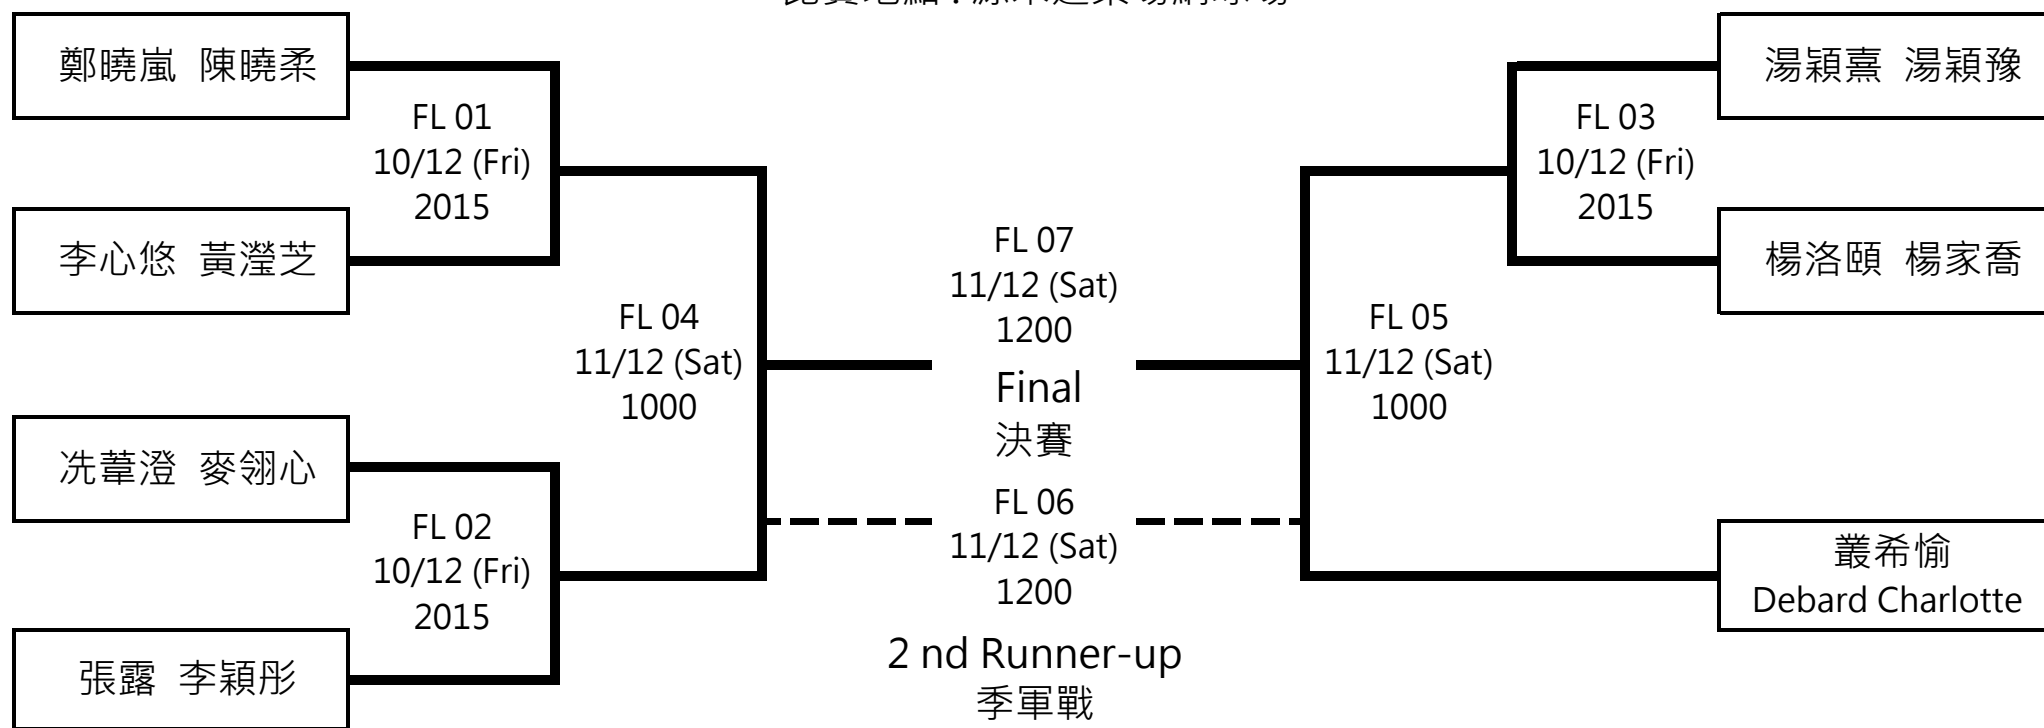 鄭曉嵐 陳曉柔
FL 01
10/12 (Fri)
2015
李心悠 黃瀅芝
FL 04
11/12 (Sat)
1000
冼葦澄 麥翎心
FL 02
10/12 (Fri)
2015
張露 李穎彤
FL 07
11/12 (Sat)
1200
Final
決賽
FL 06
11/12 (Sat)
1200
2 nd Runner-up
季軍戰
湯穎熹 湯穎豫
FL 03
10/12 (Fri)
2015
楊洛頤 楊家喬
FL 05
11/12 (Sat)
1000
叢希愉
Debard Charlotte